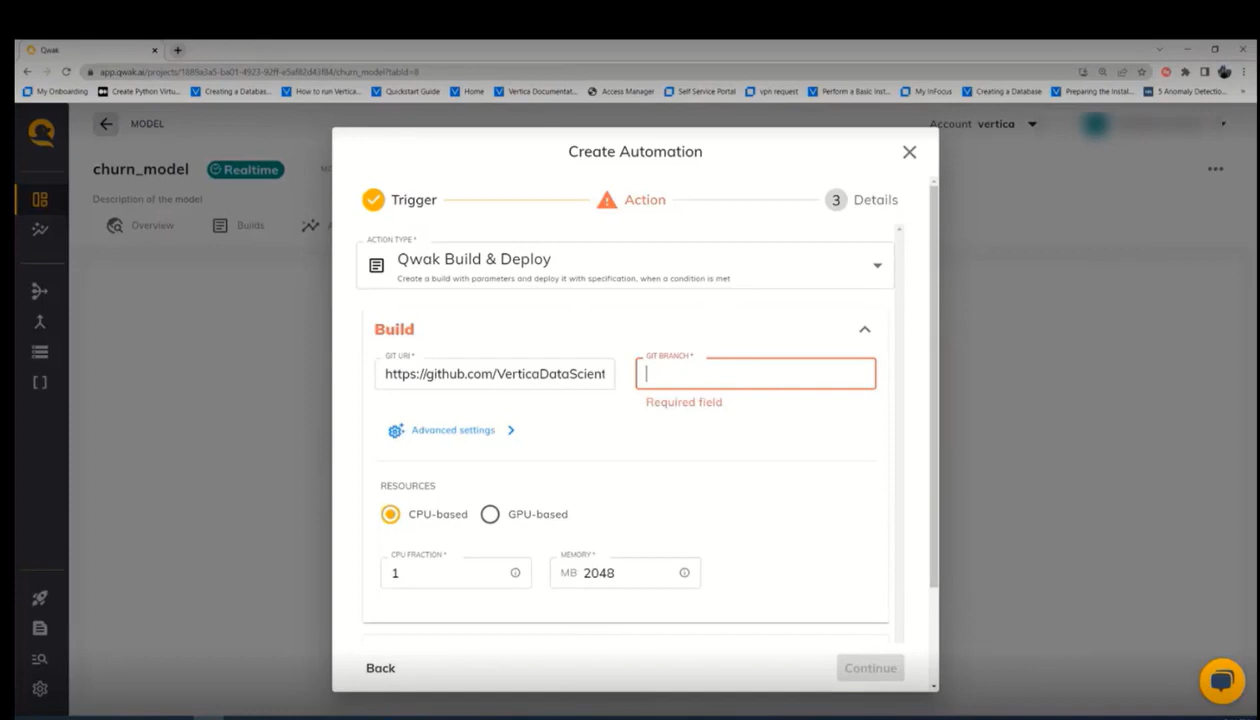 Qwak
app.qwak.ai/projects/1889a3a5-ba01-4923-92ff-e5af82d43f84/churn_model?tabId=8
My Onboarding
Create Python Virtu...
Creating a Databas...
How to run Vertica...
Quickstart Guide
Home
Vertica Documentat...
Access Manager
Self Service Portal
vpn request
Perform a Basic Inst...
My InFocus
Creating a Database
Preparing the Instal...
5 Anomaly Detectio...
MODEL
Account vertica
churn_model
Realtime
Description of the model
Overview
Builds
Create Automation
Trigger
Action
3 Details
ACTION TYPE *
Qwak Build & Deploy
Create a build with parameters and deploy it with specification, when a condition is met
Build
GIT URI *
https://github.com/VerticaDataScient
GIT BRANCH *
Required field
Advanced settings
RESOURCES
CPU-based
GPU-based
CPU FRACTION *
1
MEMORY *
MB 2048
Back
Continue